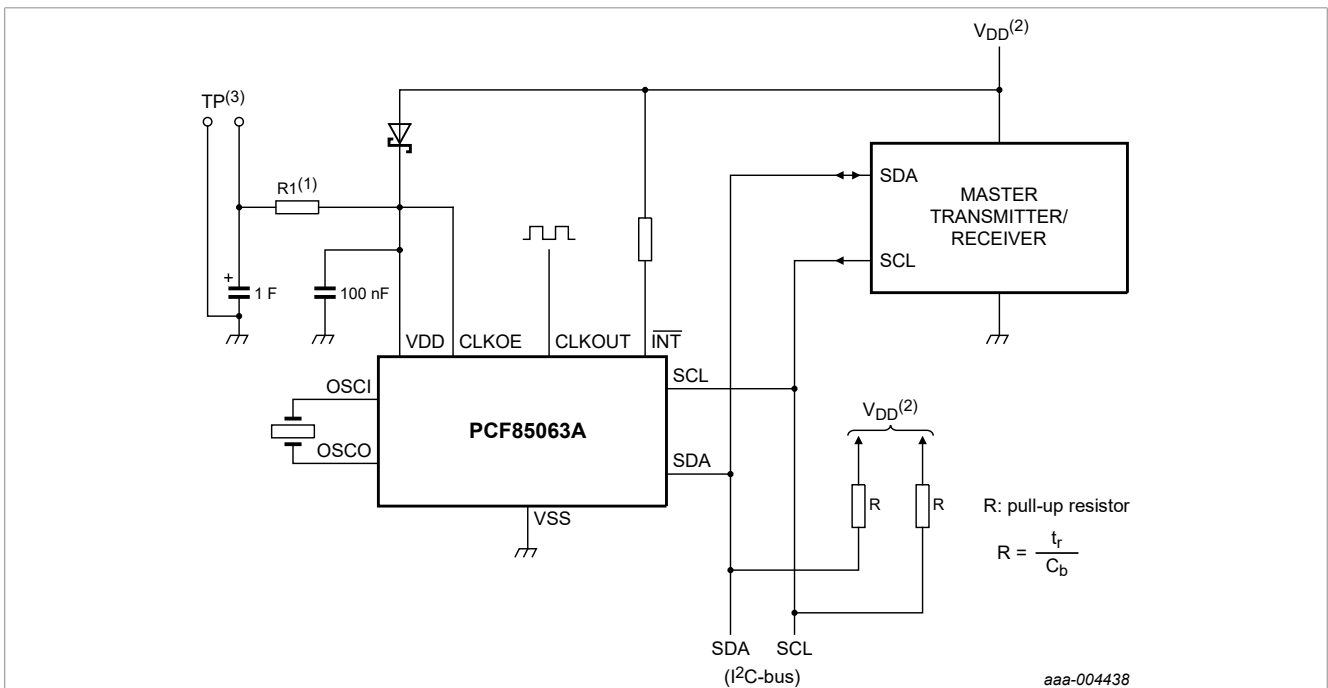 VDD(2)
TP(3)
R1(1)
+
1 F
100 nF
SDA
MASTER
TRANSMITTER/
RECEIVER
SCL
VDD
CLKOE
CLKOUT
INT
OSCI
OSCO
PCF85063A
SCL
SDA
VSS
VDD(2)
R
R
R: pull-up resistor
R = tr
Cb
SDA
SCL
(I2C-bus)
aaa-004438